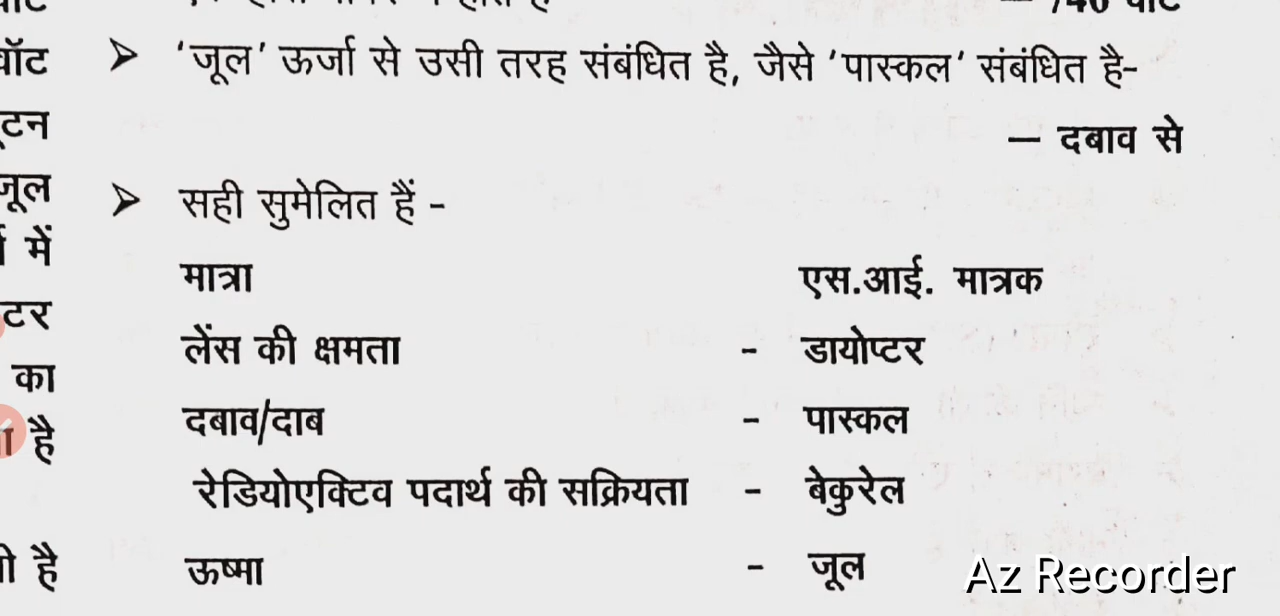 — 746 वाट
➤ 'जूल' ऊर्जा से उसी तरह संबंधित है, जैसे 'पास्कल' संबंधित है-
— दबाव से
➤ सही सुमेलित हैं -
मात्रा एस.आई. मात्रक
लेंस की क्षमता - डायोप्टर
दबाव/दाब - पास्कल
रेडियोएक्टिव पदार्थ की सक्रियता - बेकुरेल
ऊष्मा - जूल
वॉट
जूल
में
का
है
है
Az Recorder